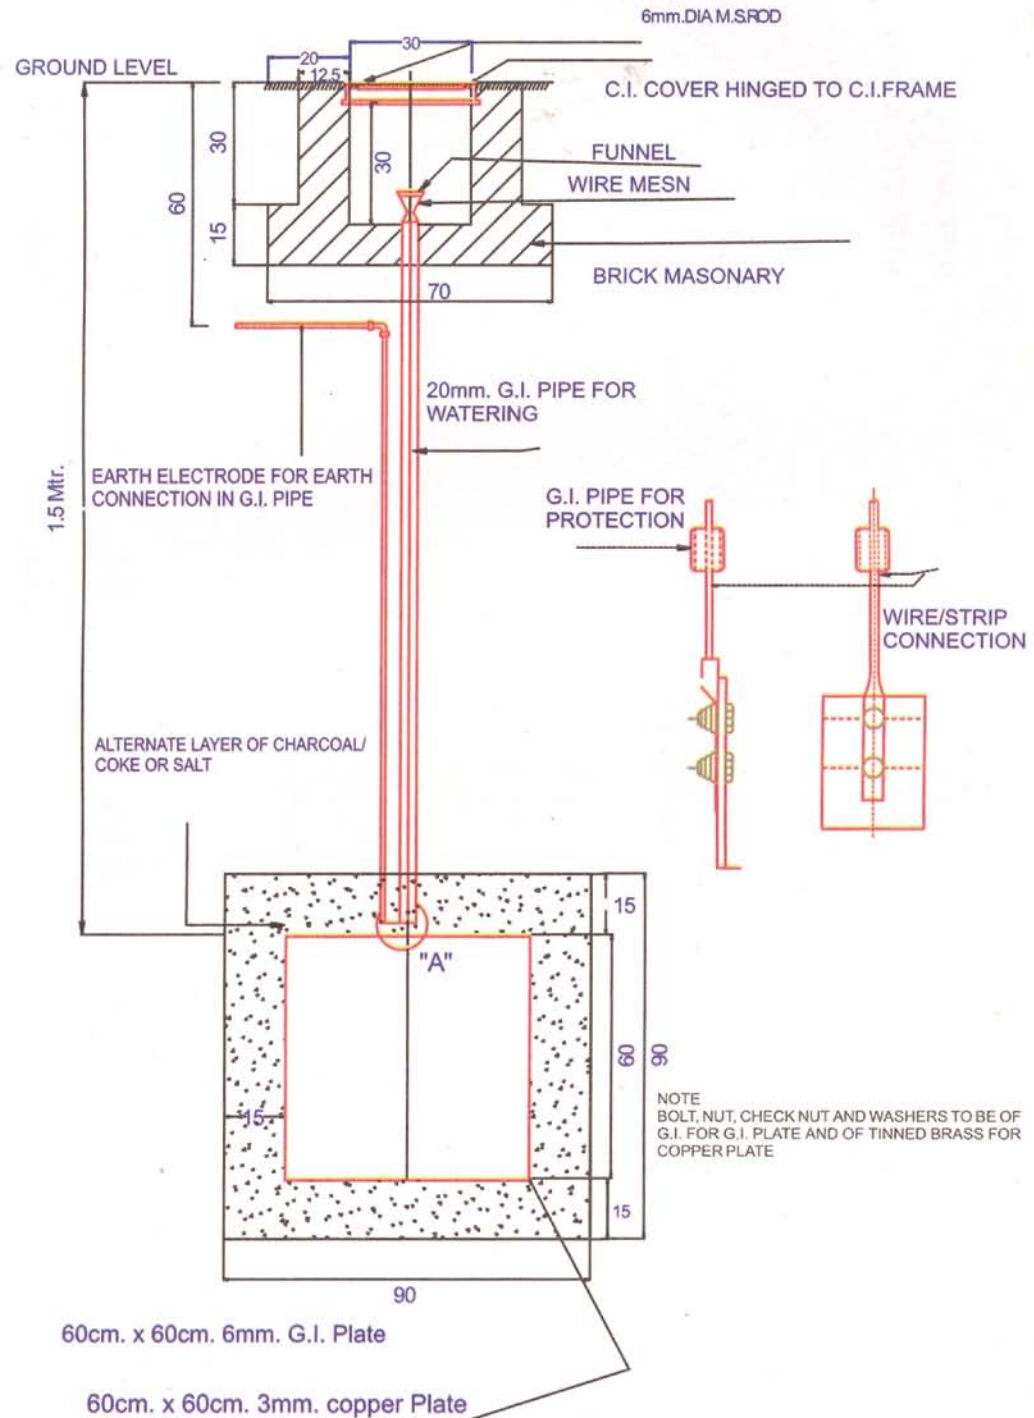 6mm.DIA M.S.ROD
30
20
GROUND LEVEL
12.5
C.I. COVER HINGED TO C.I.FRAME
30
30
FUNNEL
WIRE MESN
60
15
BRICK MASONARY
70
20mm. G.I. PIPE FOR
WATERING
1.5 Mtr.
EARTH ELECTRODE FOR EARTH
CONNECTION IN G.I. PIPE
G.I. PIPE FOR
PROTECTION
WIRE/STRIP
CONNECTION
ALTERNATE LAYER OF CHARCOAL/
COKE OR SALT
15
"A"
60
90
15
NOTE
BOLT, NUT, CHECK NUT AND WASHERS TO BE OF
G.I. FOR G.I. PLATE AND OF TINNED BRASS FOR
COPPER PLATE
15
90
60cm. x 60cm. 6mm. G.I. Plate
60cm. x 60cm. 3mm. copper Plate